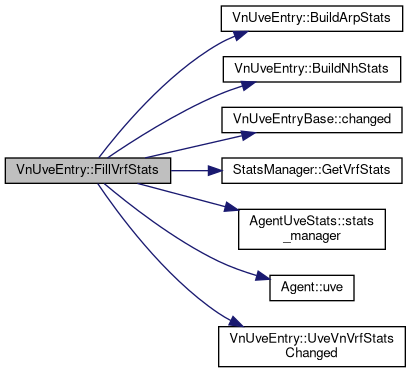 VnUveEntry::BuildArpStats
VnUveEntry::BuildNhStats
VnUveEntryBase::changed
VnUveEntry::FillVrfStats
StatsManager::GetVrfStats
AgentUveStats::stats
_manager
Agent::uve
VnUveEntry::UveVnVrfStats
Changed